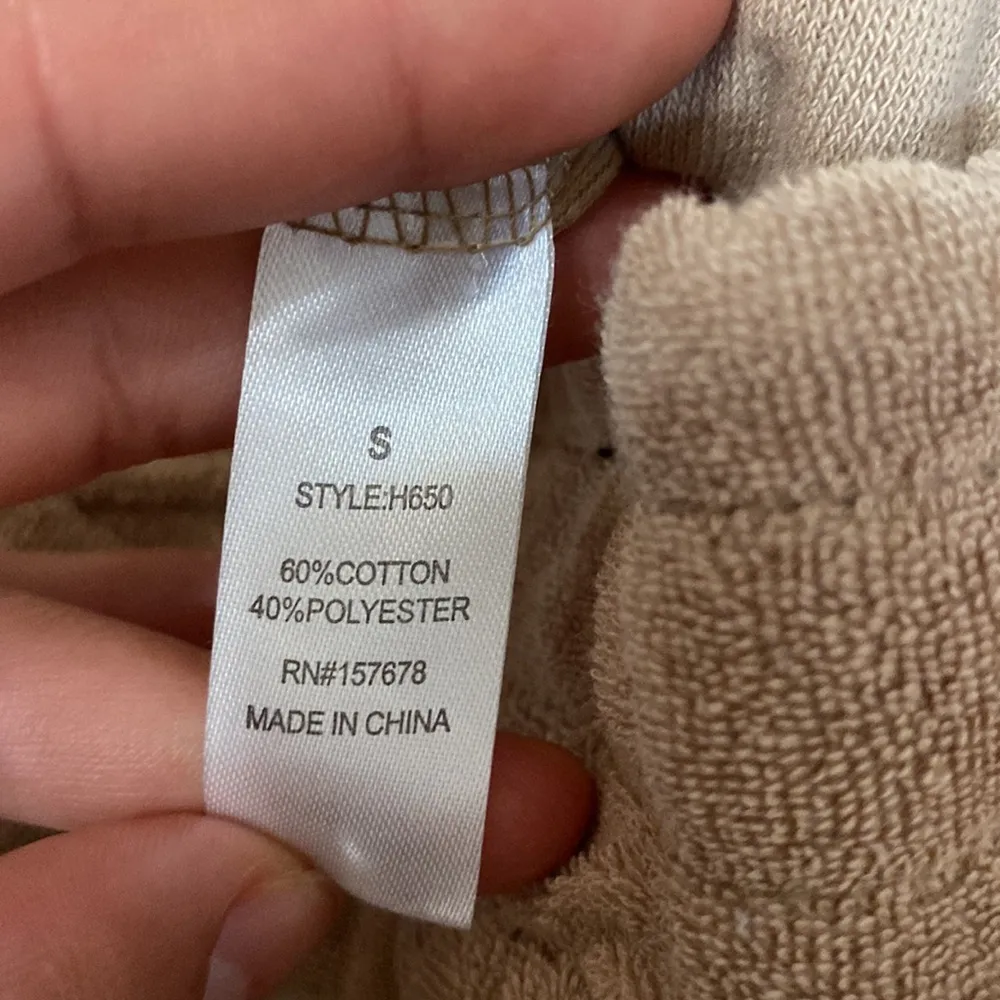 S
STYLE:H650
60%COTTON
40%POLYESTER
RN#157678
MADE IN CHINA